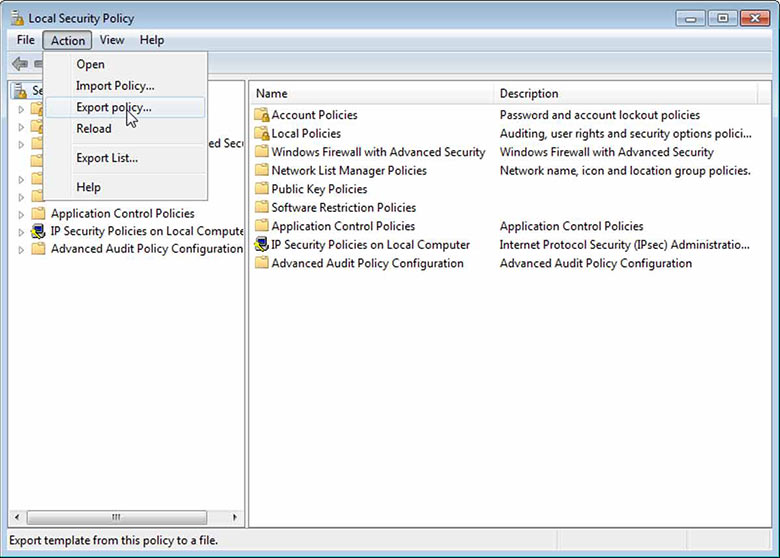 Local Security Policy
File Action View Help
Open
Import Policy...
Export policy...
Reload
Export List...
Help
Application Control Policies
IP Security Policies on Local Compute
Advanced Audit Policy Configuration
Name Description
Account Policies Password and account lockout policies
Local Policies Auditing, user rights and security options polici...
Windows Firewall with Advanced Security Windows Firewall with Advanced Security
Network List Manager Policies Network name, icon and location group policies.
Public Key Policies
Software Restriction Policies
Application Control Policies Application Control Policies
IP Security Policies on Local Computer Internet Protocol Security (IPsec) Administratio...
Advanced Audit Policy Configuration Advanced Audit Policy Configuration
Export template from this policy to a file.